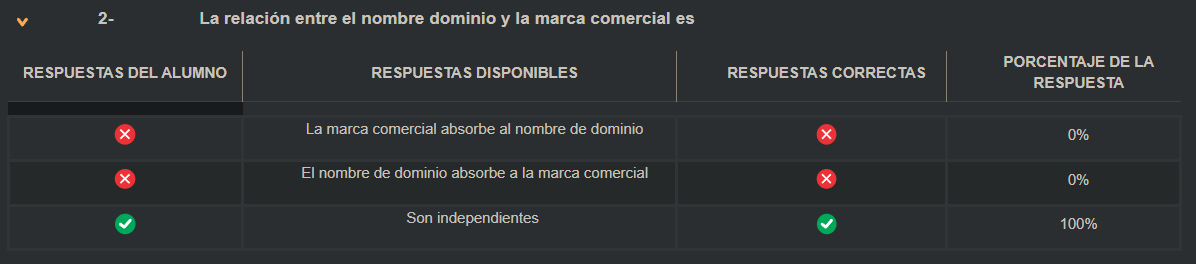 2- La relación entre el nombre dominio y la marca comercial es
RESPUESTAS DEL ALUMNO RESPUESTAS DISPONIBLES RESPUESTAS CORRECTAS PORCENTAJE DE LA
RESPUESTA
La marca comercial absorbe al nombre de dominio 0%
El nombre de dominio absorbe a la marca comercial 0%
Son independientes 100%